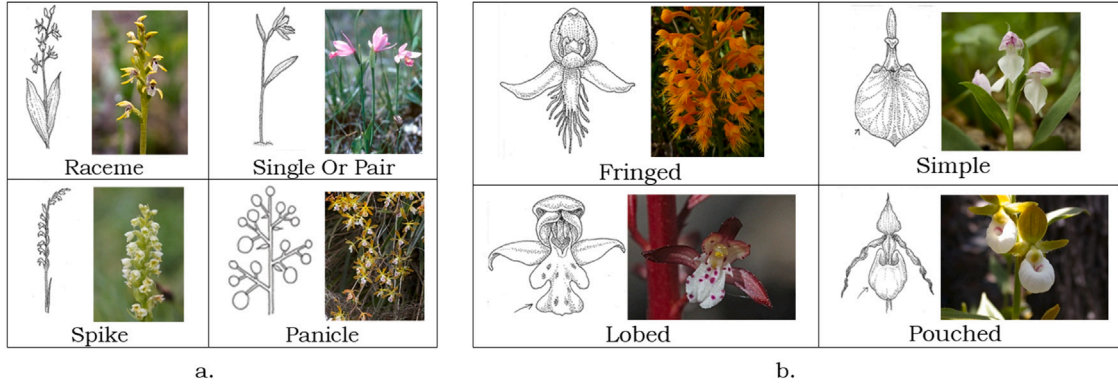 Raceme
Single Or Pair
Spike
Panicle
a.
Fringed
Simple
Lobed
Pouched
b.